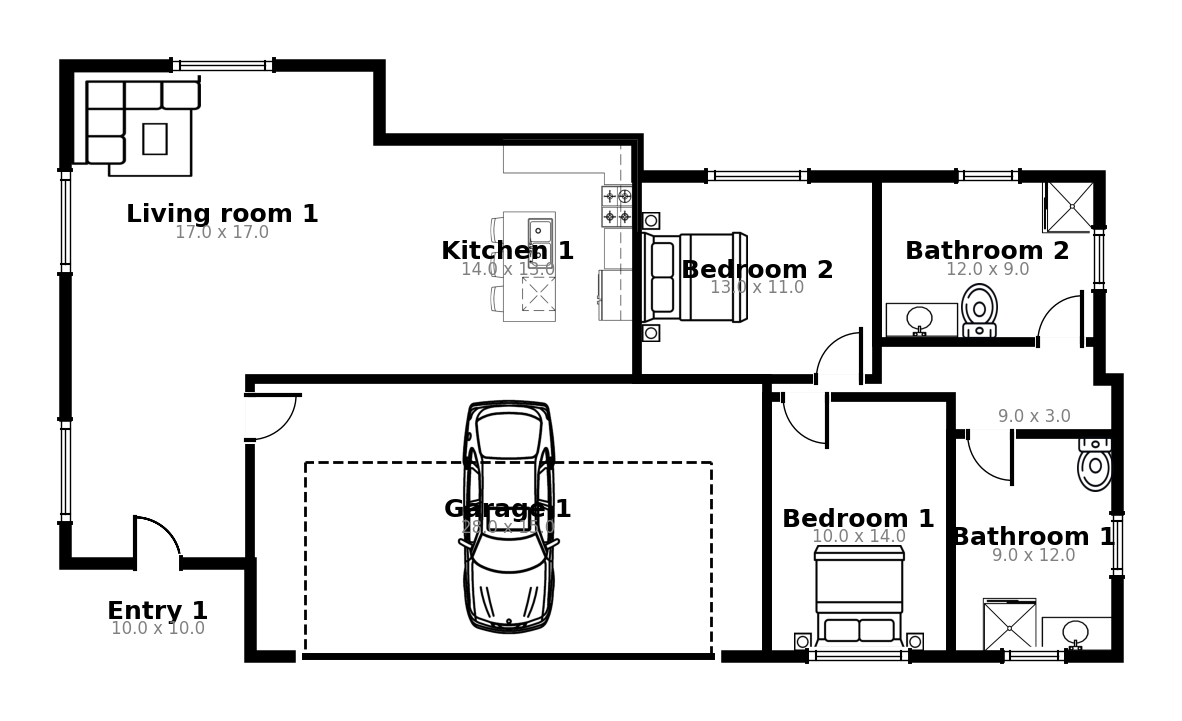 Living room 1
17.0 x 17.0
Kitchen 1
14.0 x 13.0
Bedroom 2
13.0 x 11.0
Bathroom 2
12.0 x 9.0
9.0 x 3.0
Garage 1
28.0 x 15.0
Bedroom 1
10.0 x 14.0
Bathroom 1
9.0 x 12.0
Entry 1
10.0 x 10.0